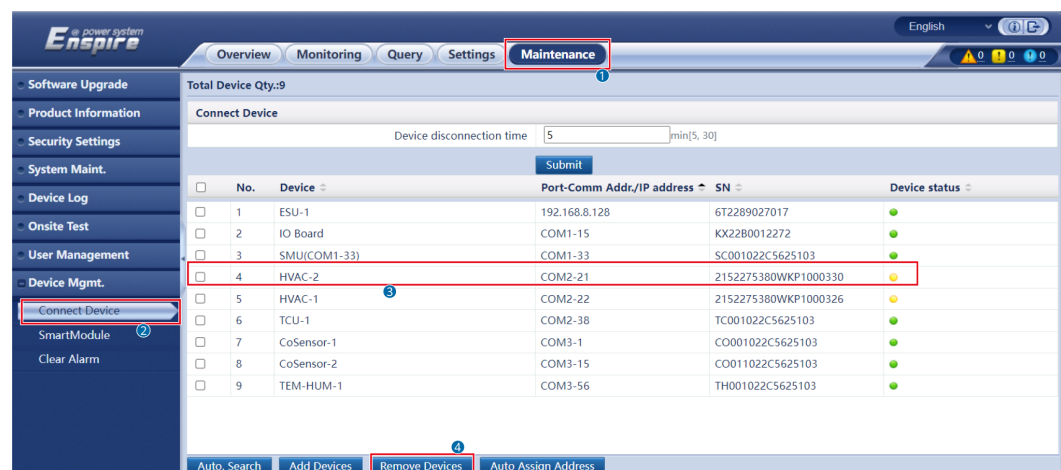 English
e power system
Enspire
Overview Monitoring Query Settings Maintenance
0 ! 0 ! 0
1
Software Upgrade
Product Information
Security Settings
System Maint.
Device Log
Onsite Test
User Management
Device Mgmt.
Connect Device
2
SmartModule
Clear Alarm
Total Device Qty.:9
Connect Device
Device disconnection time 5 min[5, 30]
Submit
No. Device Port-Comm Addr./IP address SN Device status
1 ESU-1 192.168.8.128 6T2289027017
2 IO Board COM1-15 KX22B0012272
3 SMU(COM1-33) COM1-33 SC001022C5625103
4 HVAC-2 COM2-21 2152275380WKP1000330
3
5 HVAC-1 COM2-22 2152275380WKP1000326
6 TCU-1 COM2-38 TC001022C5625103
7 CoSensor-1 COM3-1 CO001022C5625103
8 CoSensor-2 COM3-15 CO011022C5625103
9 TEM-HUM-1 COM3-56 TH001022C5625103
4
Auto. Search Add Devices Remove Devices Auto Assign Address